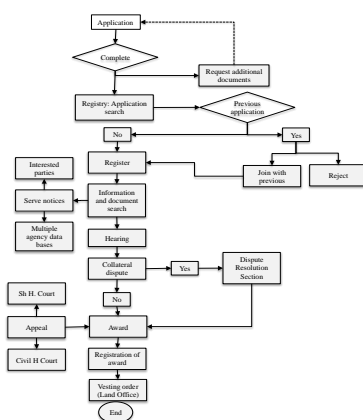 Application
Complete
Request additional
documents
Registry: Application
search
Previous
application
No
Yes
Interested
parties
Register
Join with
previous
Reject
Serve notices
Information
and document
search
Multiple
agency data
bases
Hearing
Collateral
dispute
Yes
Dispute
Resolution
Section
Sh H. Court
No
Appeal
Award
Civil H Court
Registration of
award
Vesting order
(Land Office)
End